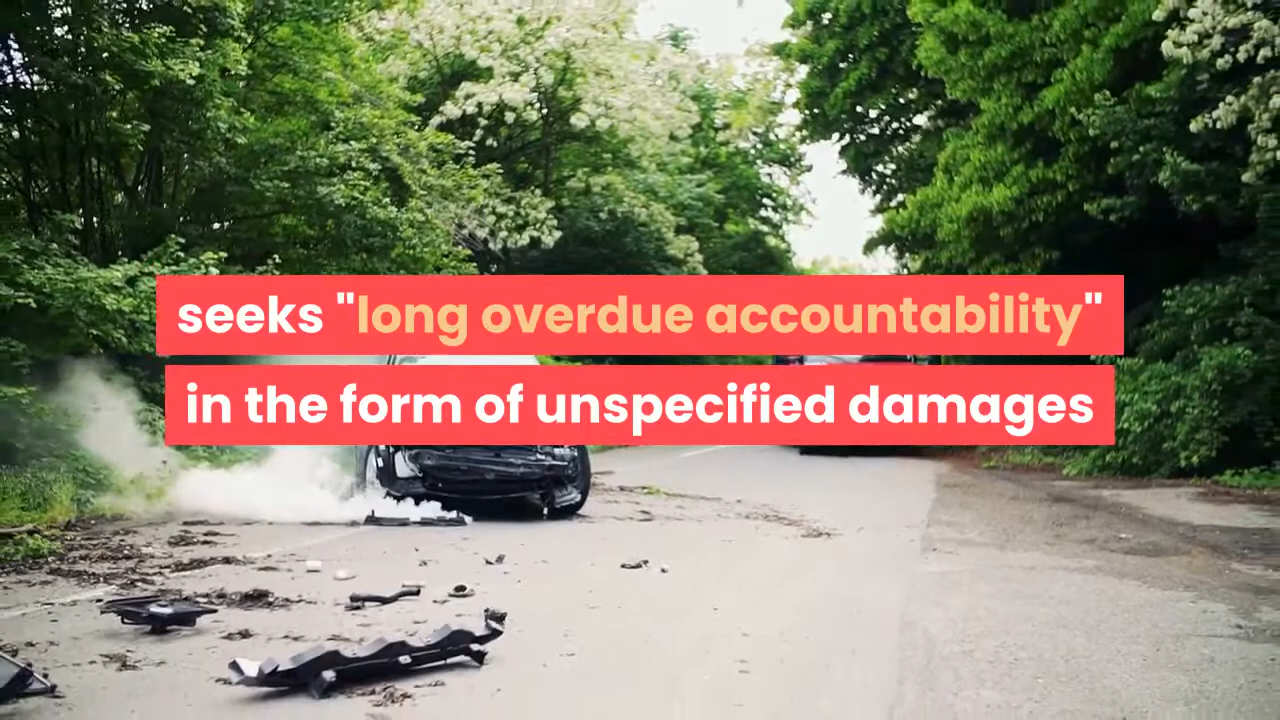 seeks "long overdue accountability"
in the form of unspecified damages